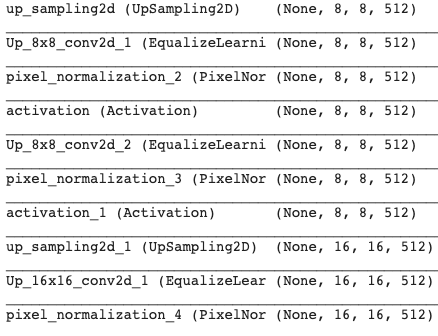 up_sampling2d (UpSampling2D) (None, 8, 8, 512)
Up_8x8_conv2d_1 (EqualizeLearni (None, 8, 8, 512)
pixel_normalization_2 (PixelNor (None, 8, 8, 512)
activation (Activation) (None, 8, 8, 512)
Up_8x8_conv2d_2 (EqualizeLearni (None, 8, 8, 512)
pixel_normalization_3 (PixelNor (None, 8, 8, 512)
activation_1 (Activation) (None, 8, 8, 512)
up_sampling2d_1 (UpSampling2D) (None, 16, 16, 512)
Up_16x16_conv2d_1 (EqualizeLear (None, 16, 16, 512)
pixel_normalization_4 (PixelNor (None, 16, 16, 512)